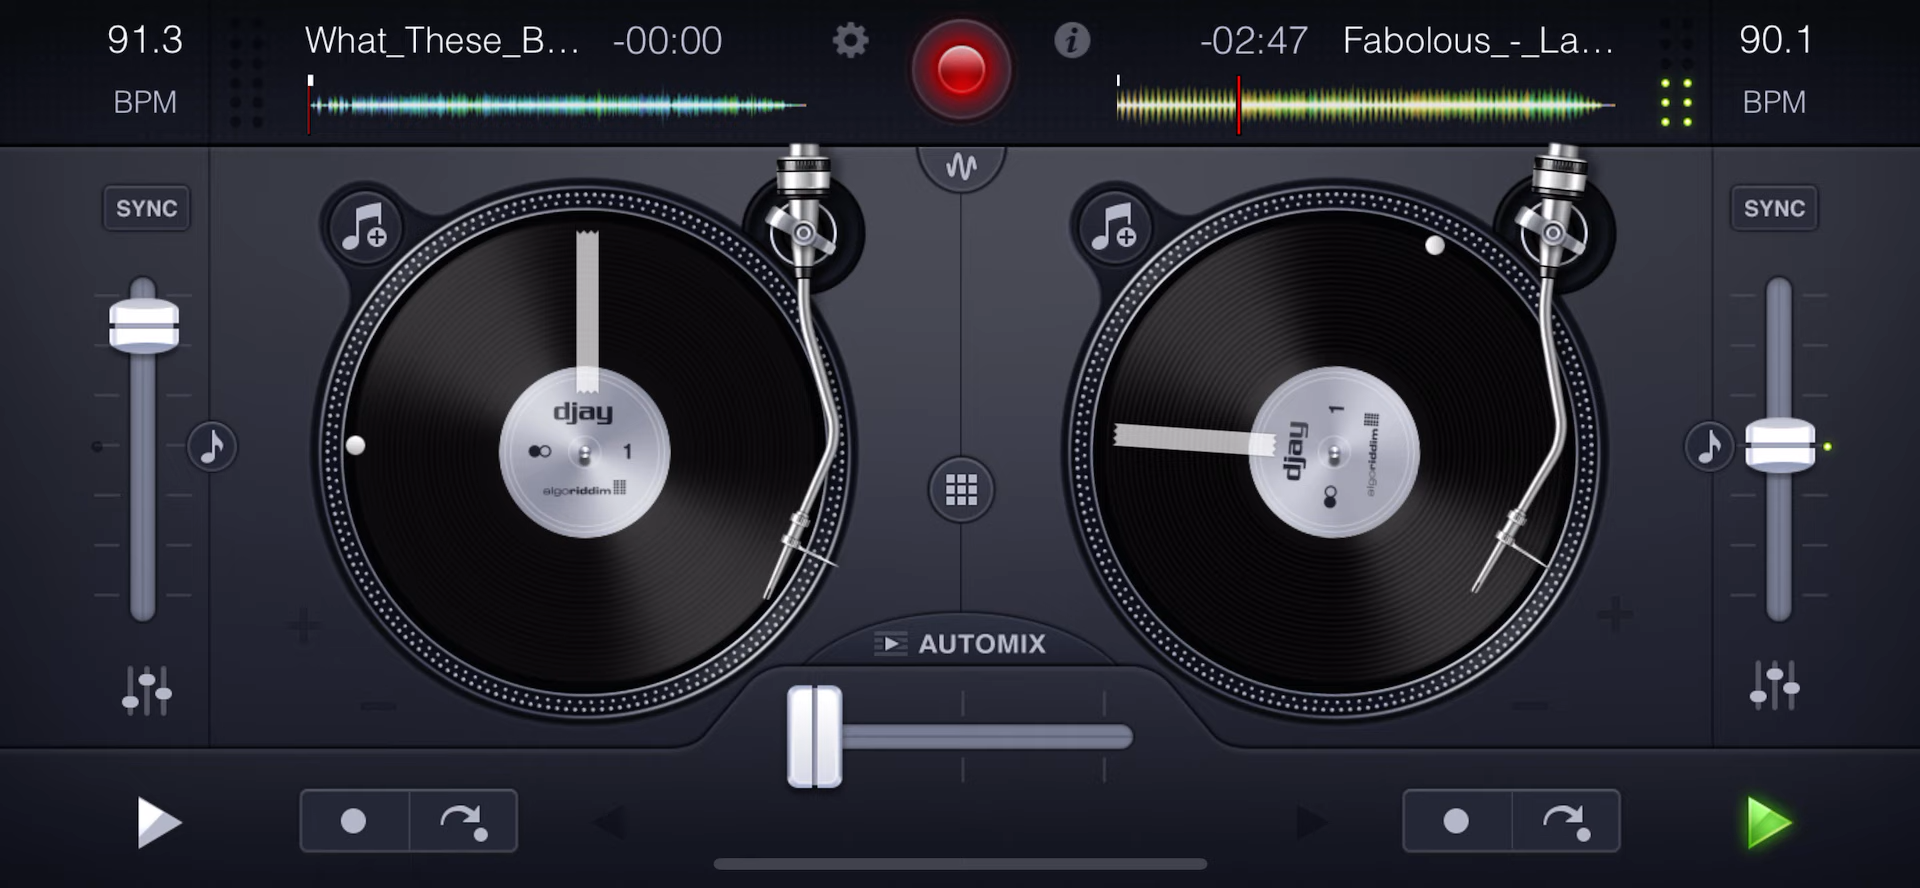 91.3
BPM
What_These_B...
-00:00
-02:47
Fabolous_-_La...
90.1
BPM
SYNC
SYNC
djay
1
algoriddim
djay
1
algoriddim
AUTOMIX